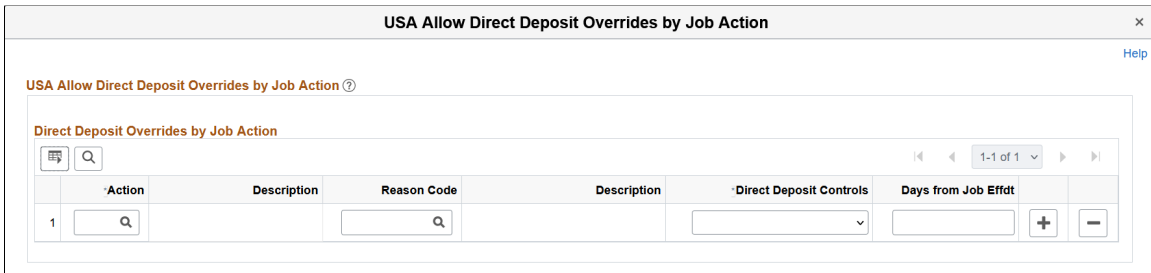 USA Allow Direct Deposit Overrides by Job Action ×
Help
USA Allow Direct Deposit Overrides by Job Action ?
Direct Deposit Overrides by Job Action
1-1 of 1
*Action Description Reason Code Description *Direct Deposit Controls Days from Job Effdt
1